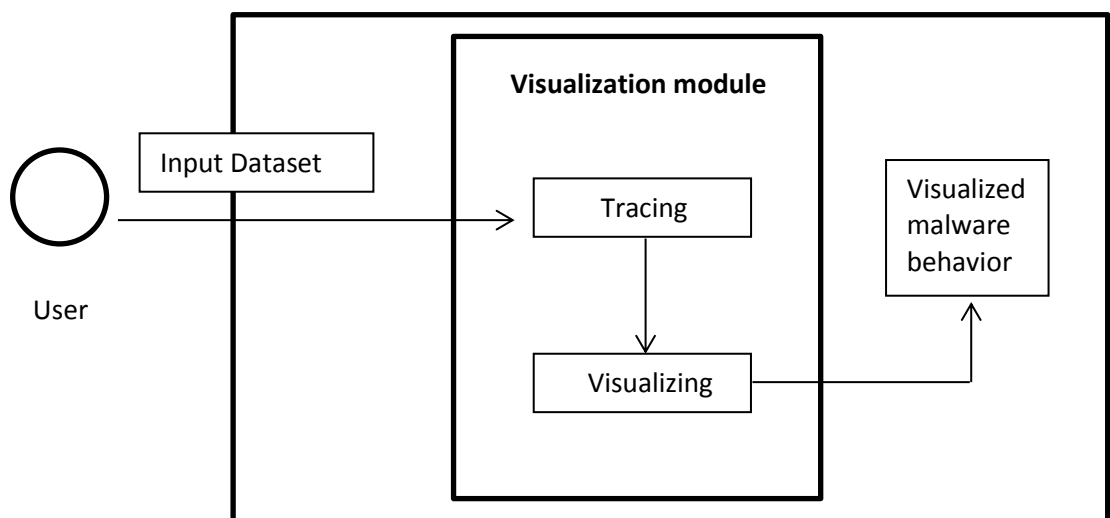 Visualization module
Input Dataset
User
Tracing
Visualizing
Visualized
malware
behavior